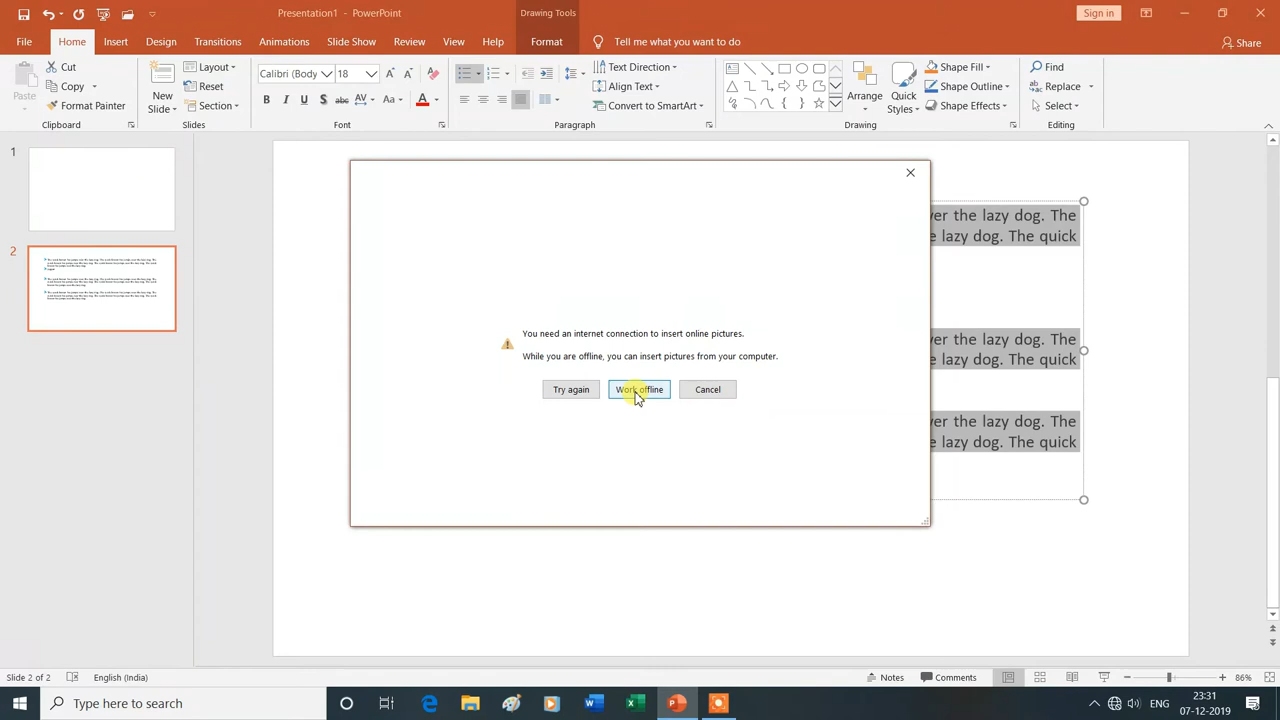 Presentation1 - PowerPoint
Drawing Tools
Sign in
File Home Insert Design Transitions Animations Slide Show Review View Help Format Tell me what you want to do Share
Paste
Cut
Copy
Format Painter
Clipboard
New Slide
Layout
Reset
Section
Slides
Calibri (Body) 18
B I U S abc AV Aa A
Font
Text Direction
Align Text
Convert to SmartArt
Paragraph
Arrange
Quick Styles
Shape Fill
Shape Outline
Shape Effects
Drawing
Find
Replace
Select
Editing
1
2
ver the lazy dog. The
e lazy dog. The quick
You need an internet connection to insert online pictures.
While you are offline, you can insert pictures from your computer.
Try again Work offline Cancel
ver the lazy dog. The
e lazy dog. The quick
ver the lazy dog. The
e lazy dog. The quick
Slide 2 of 2 English (India) Notes Comments 86%
Type here to search
ENG
23:31
07-12-2019